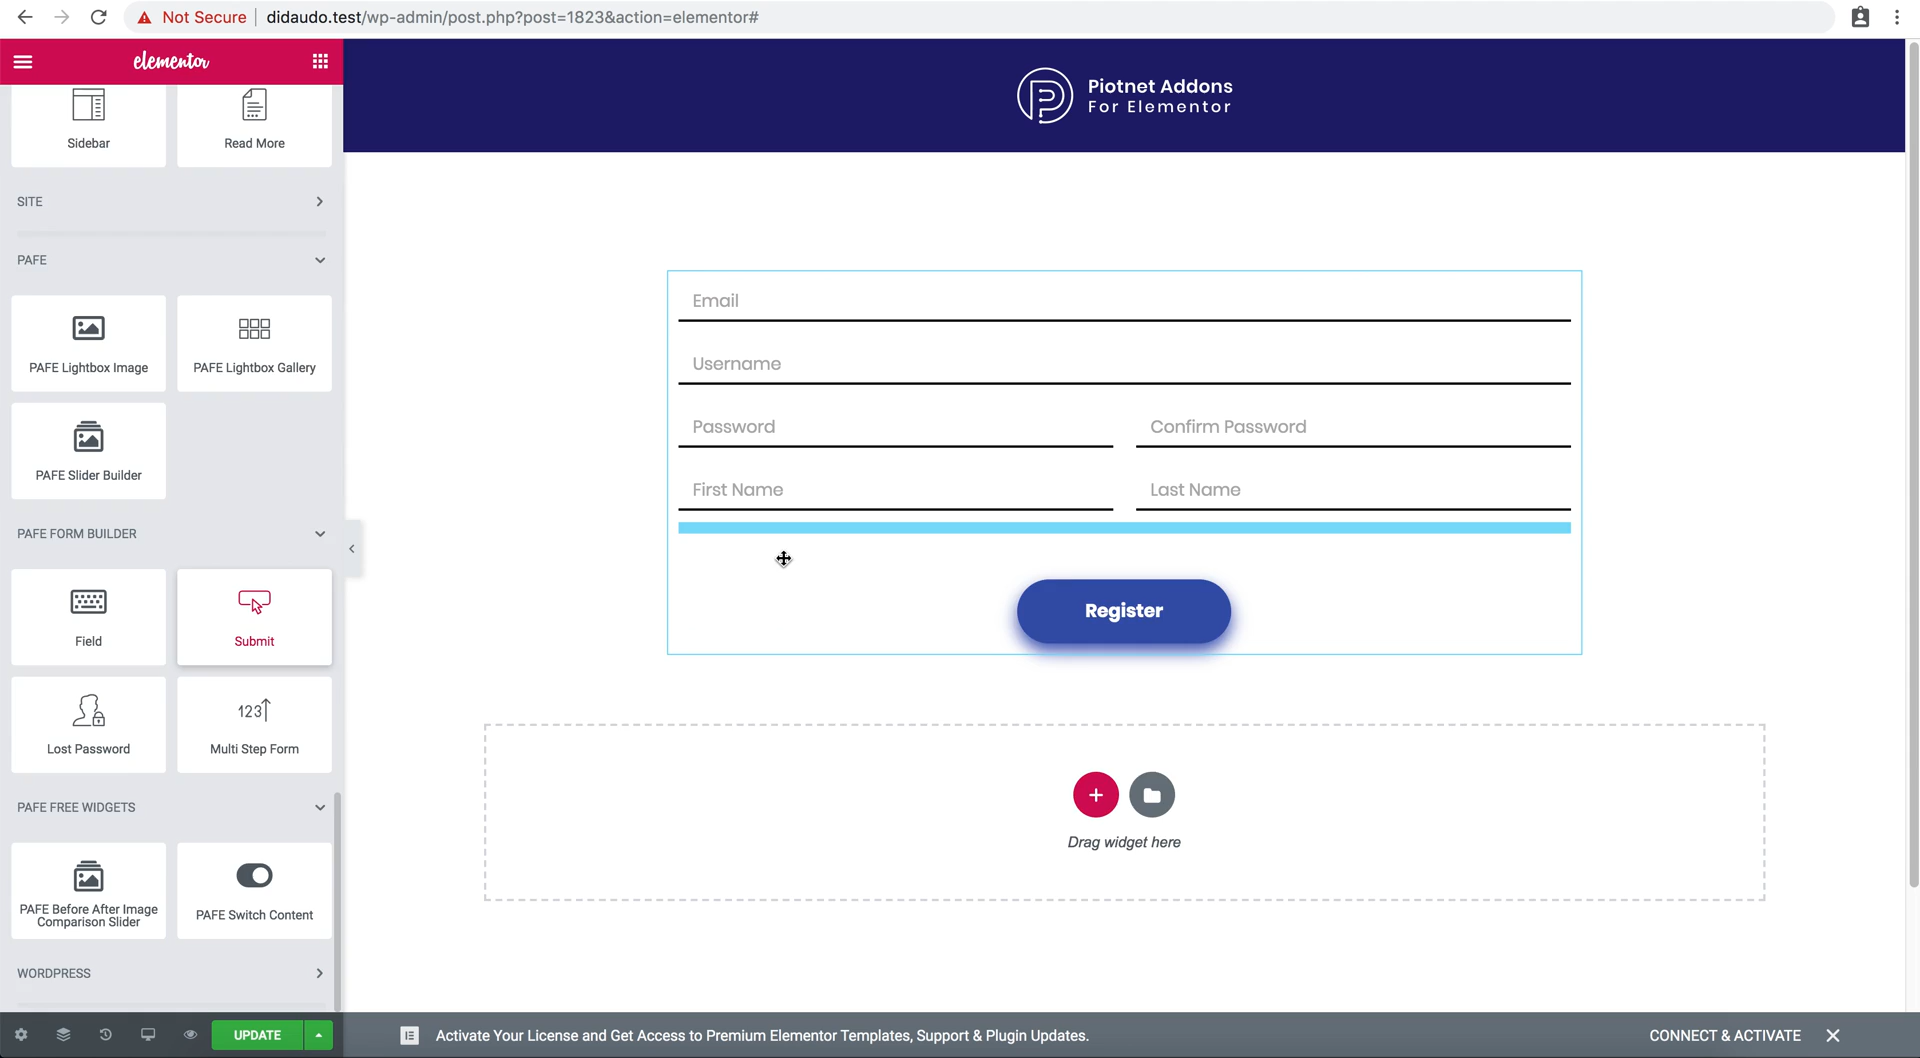 Not Secure
didaudo.test/wp-admin/post.php?post=1823&action=elementor#
elementor
Piotnet Addons
For Elementor
Sidebar
Read More
SITE
PAFE
PAFE Lightbox Image
PAFE Lightbox Gallery
PAFE Slider Builder
PAFE FORM BUILDER
Field
Submit
Lost Password
123
Multi Step Form
PAFE FREE WIDGETS
PAFE Before After Image
Comparison Slider
PAFE Switch Content
WORDPRESS
UPDATE
Email
Username
Password
Confirm Password
First Name
Last Name
Register
Drag widget here
Activate Your License and Get Access to Premium Elementor Templates, Support & Plugin Updates.
CONNECT & ACTIVATE